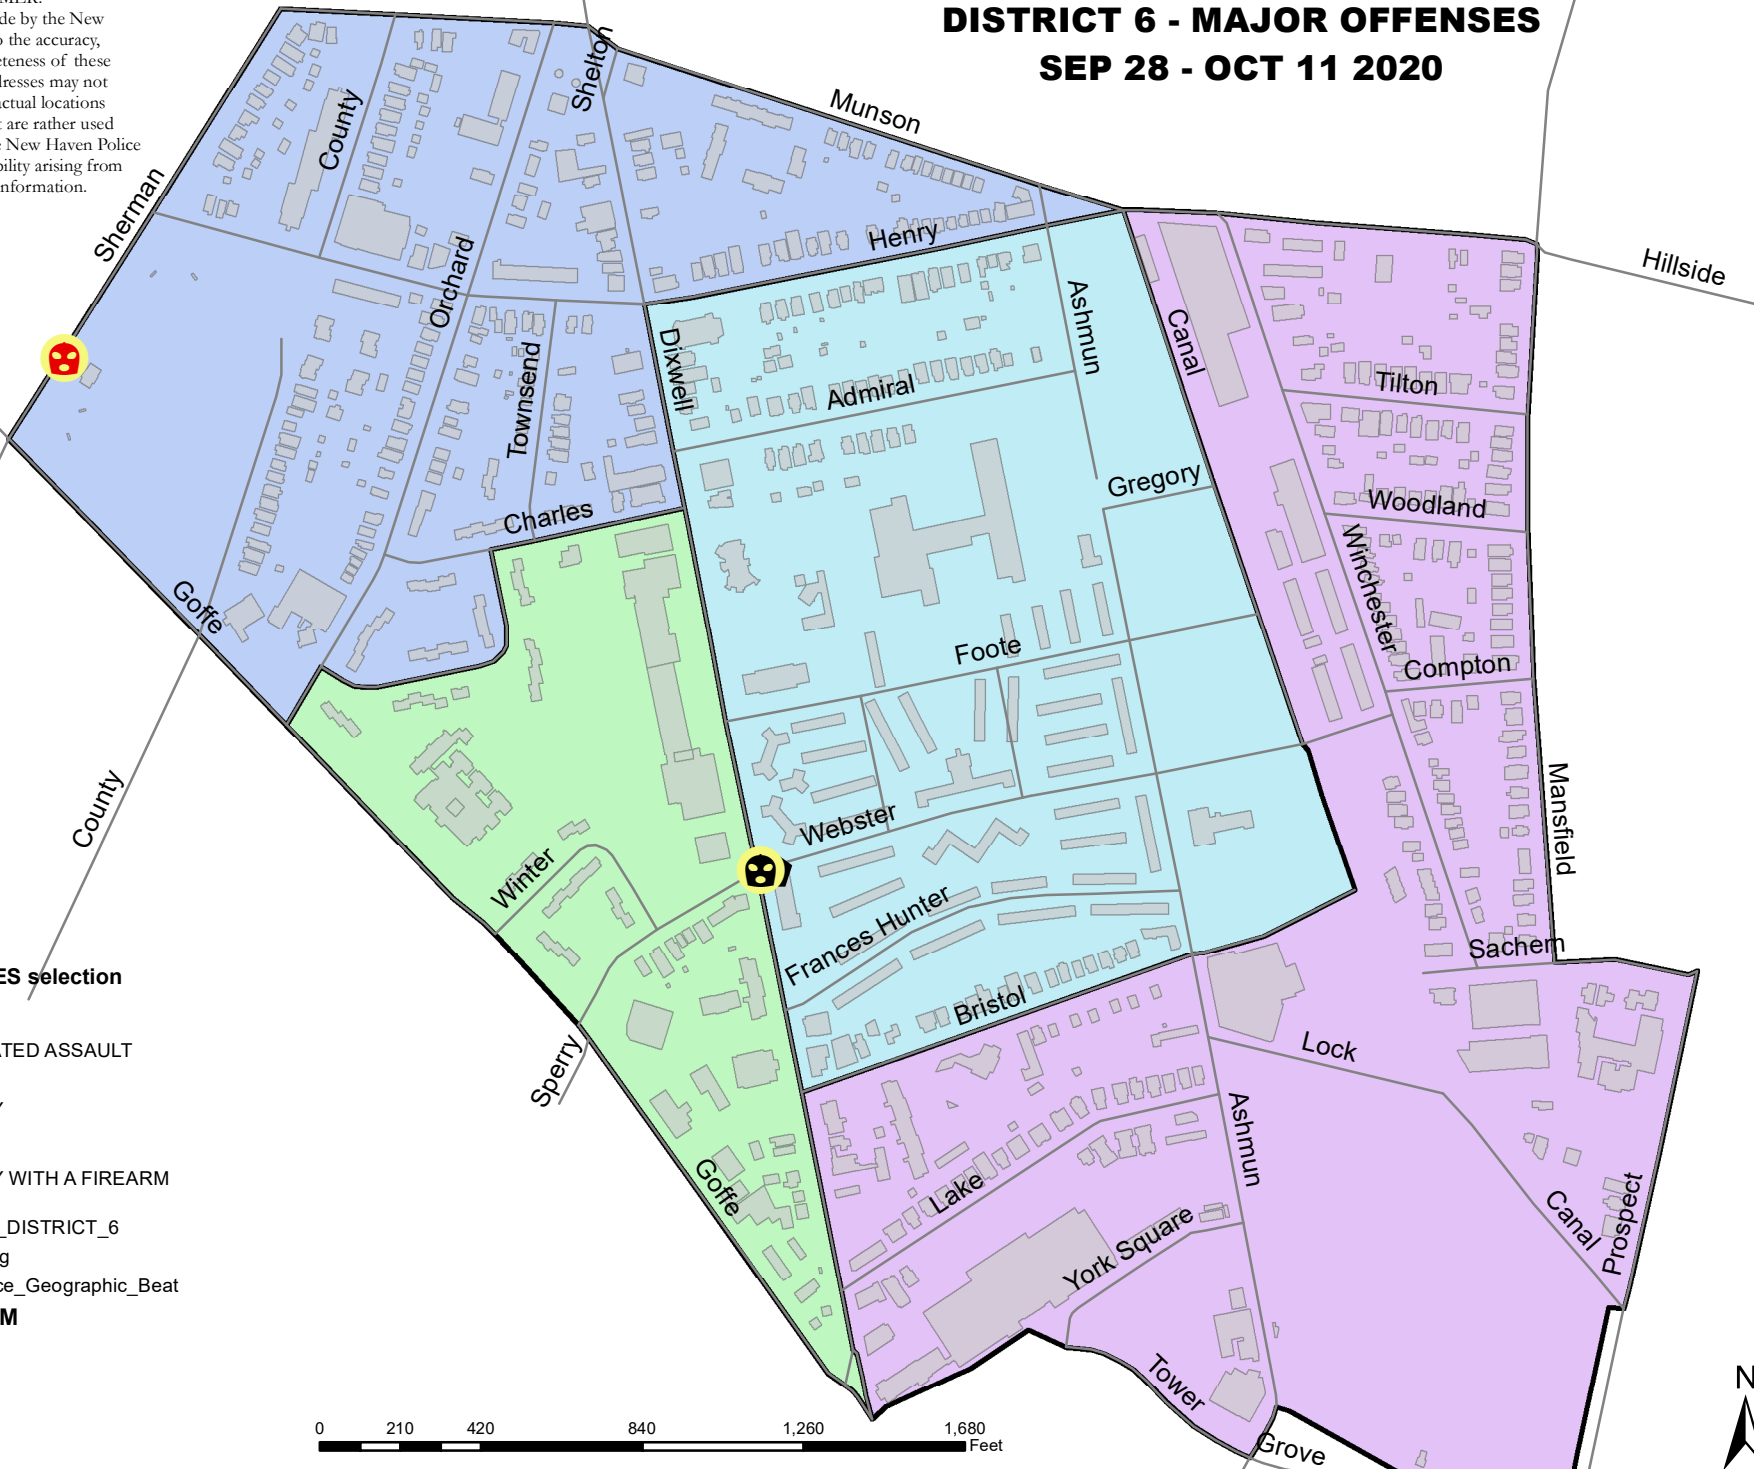 DISTRICT 6 - MAJOR OFFENSES
SEP 28 - OCT 11 2020
MER.
de by the New
o the accuracy,
eteness of these
dresses may not
actual locations
t are rather used
e New Haven Police
bility arising from
information.
Shelton
Munson
County
Sherman
Orchard
Henry
Hillside
Dixwell
Ashmun
Canal
Townsend
Admiral
Tilton
Charles
Gregory
Woodland
Winchester
Goffe
Foote
Compton
County
Webster
Mansfield
Winter
Frances Hunter
Sachem
Bristol
Sperry
Lock
Ashmun
Goffe
Lake
York Square
Canal
Prospect
Tower
Grove
ES selection
ATED ASSAULT
Y
Y WITH A FIREARM
_DISTRICT_6
g
ce_Geographic_Beat
M
0 210 420 840 1,260 1,680
Feet
N